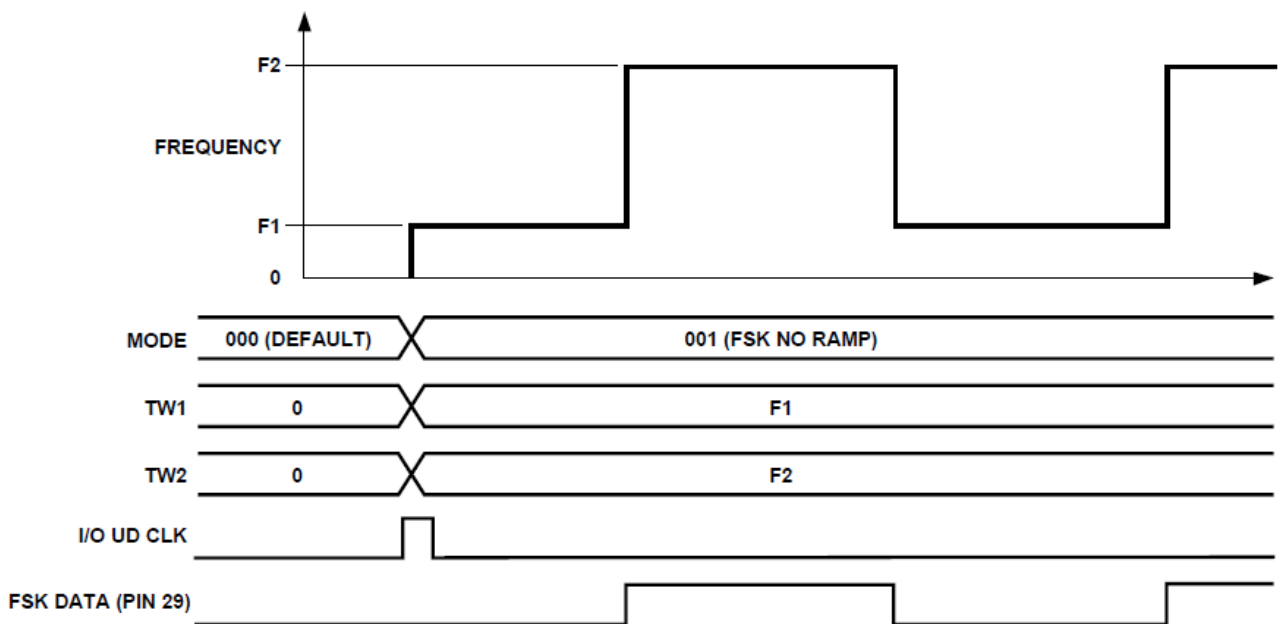 F2
FREQUENCY
F1
0
MODE 000 (DEFAULT) 001 (FSK NO RAMP)
TW1 0 F1
TW2 0 F2
I/O UD CLK
FSK DATA (PIN 29)